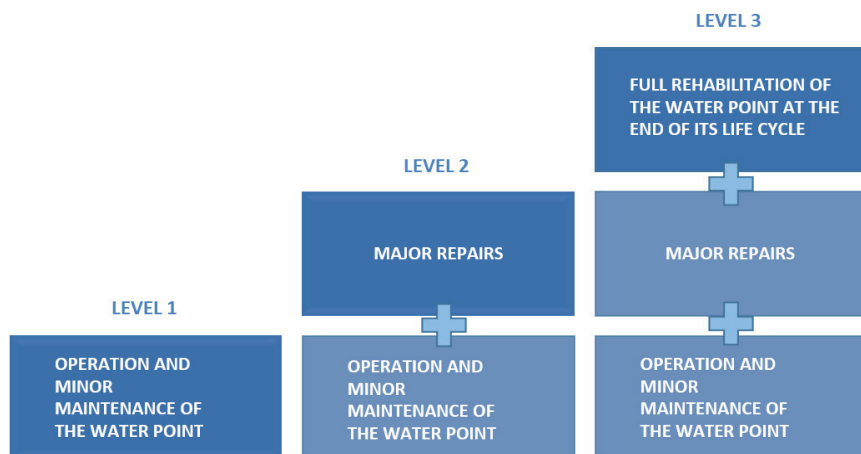 LEVEL 1
OPERATION AND
MINOR
MAINTENANCE OF
THE WATER POINT
LEVEL 2
MAJOR REPAIRS
OPERATION AND
MINOR
MAINTENANCE OF
THE WATER POINT
LEVEL 3
FULL REHABILITATION OF
THE WATER POINT AT THE
END OF ITS LIFE CYCLE
MAJOR REPAIRS
OPERATION AND
MINOR
MAINTENANCE OF
THE WATER POINT